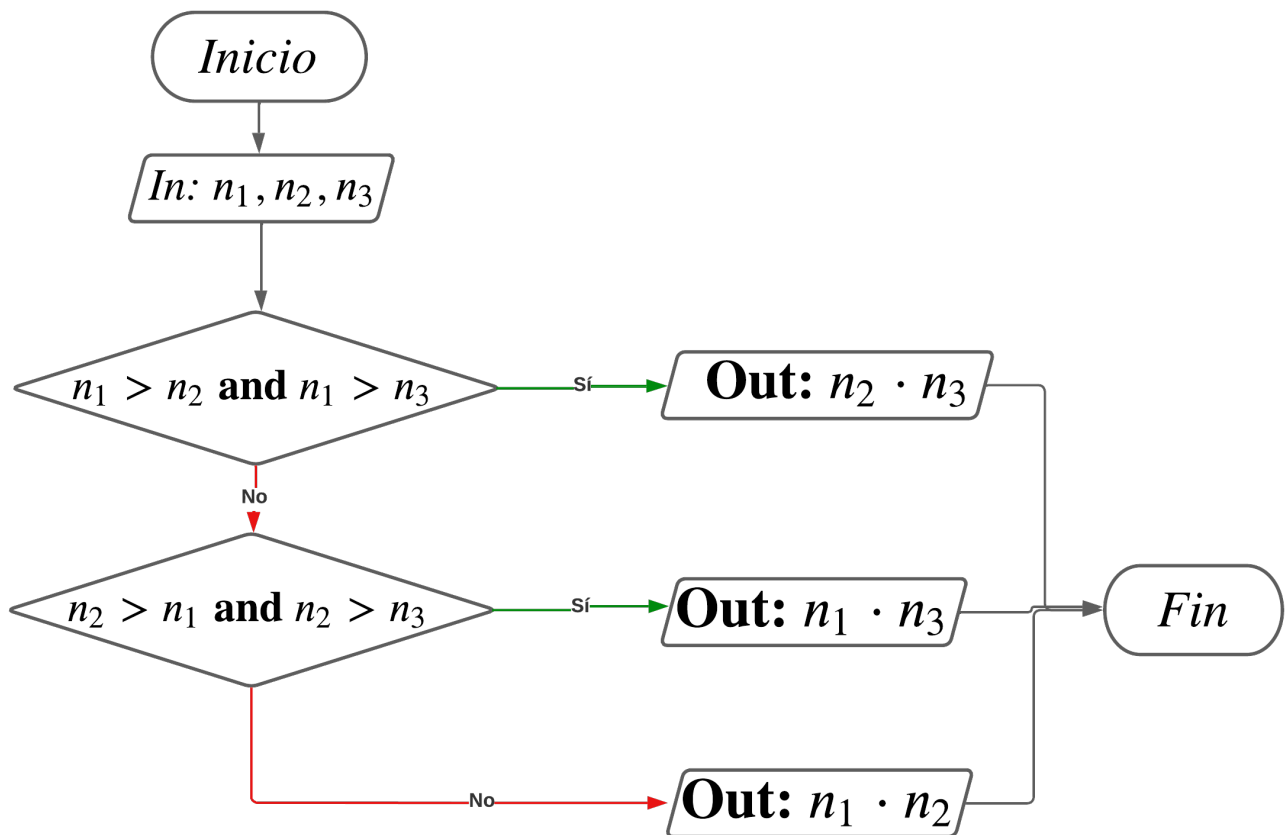 Inicio
In: n₁, n₂, n₃
n₁ > n₂ and n₁ > n₃
Sí
Out: n₂ · n₃
No
n₂ > n₁ and n₂ > n₃
Sí
Out: n₁ · n₃
Fin
No
Out: n₁ · n₂